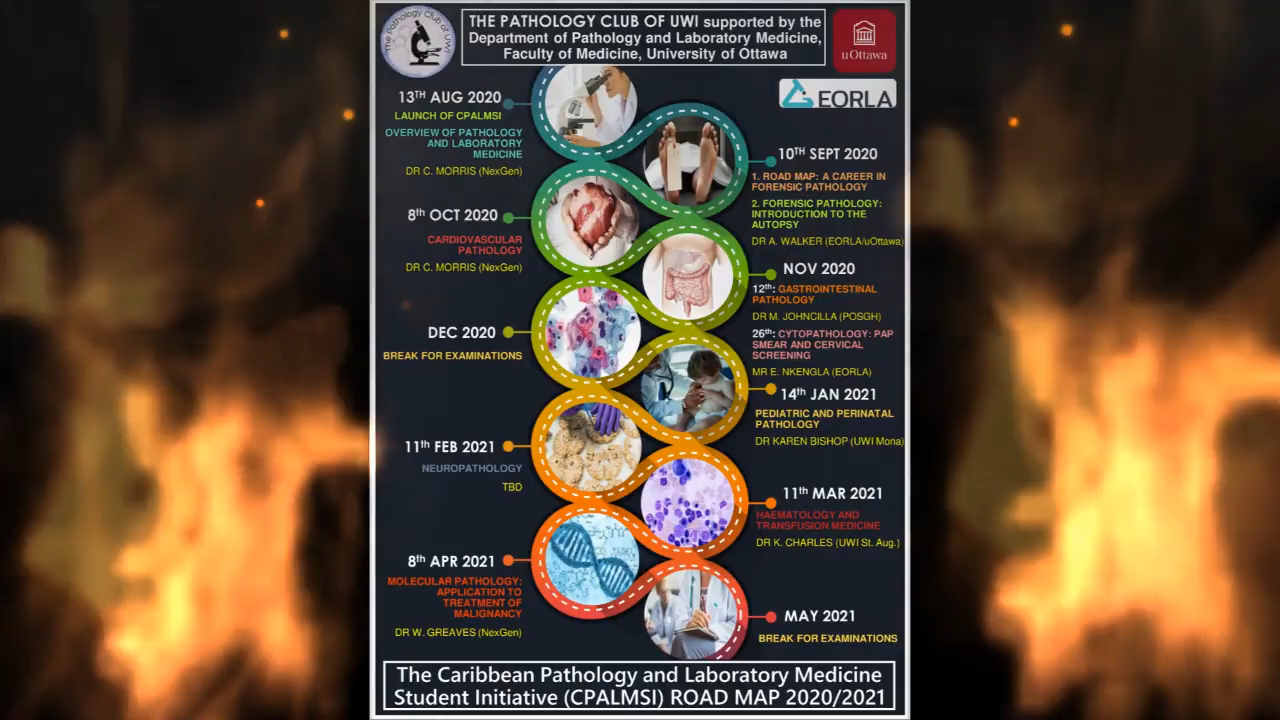 The Pathology Club of UWI
THE PATHOLOGY CLUB OF UWI supported by the
Department of Pathology and Laboratory Medicine,
Faculty of Medicine, University of Ottawa
uOttawa
EORLA
13TH AUG 2020
LAUNCH OF CPALMSI
OVERVIEW OF PATHOLOGY
AND LABORATORY
MEDICINE
DR C. MORRIS (NexGen)
10TH SEPT 2020
1. ROAD MAP: A CAREER IN
FORENSIC PATHOLOGY
2. FORENSIC PATHOLOGY:
INTRODUCTION TO THE
AUTOPSY
DR A. WALKER (EORLA/uOttawa)
8th OCT 2020
CARDIOVASCULAR
PATHOLOGY
DR C. MORRIS (NexGen)
NOV 2020
12th: GASTROINTESTINAL
PATHOLOGY
DR M. JOHNCILLA (POSGH)
26th: CYTOPATHOLOGY: PAP
SMEAR AND CERVICAL
SCREENING
MR E. NKENGLA (EORLA)
DEC 2020
BREAK FOR EXAMINATIONS
14th JAN 2021
PEDIATRIC AND PERINATAL
PATHOLOGY
DR KAREN BISHOP (UWI Mona)
11th FEB 2021
NEUROPATHOLOGY
TBD
11th MAR 2021
HAEMATOLOGY AND
TRANSFUSION MEDICINE
DR K. CHARLES (UWI St. Aug.)
8th APR 2021
MOLECULAR PATHOLOGY:
APPLICATION TO
TREATMENT OF
MALIGNANCY
DR W. GREAVES (NexGen)
MAY 2021
BREAK FOR EXAMINATIONS
The Caribbean Pathology and Laboratory Medicine
Student Initiative (CPALMSI) ROAD MAP 2020/2021